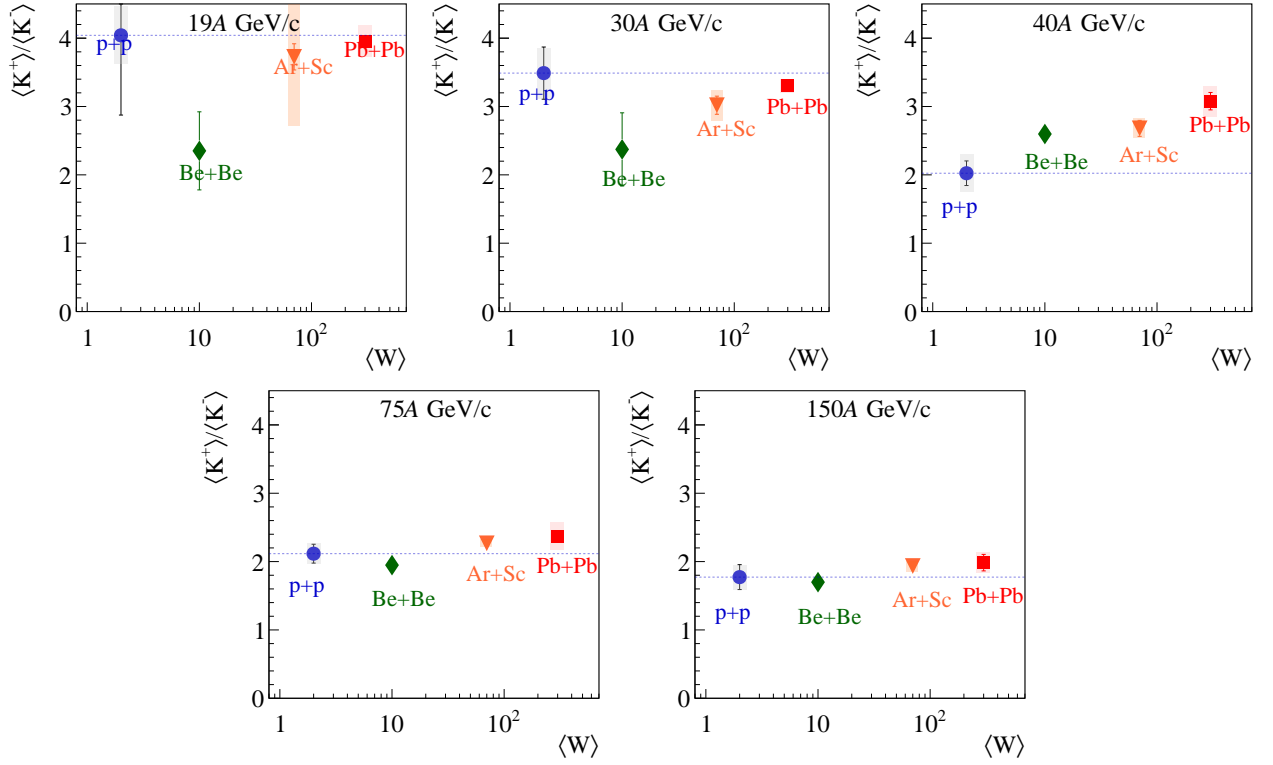 19A GeV/c
⟨K⁺⟩/⟨K⁻⟩
4
3
2
1
0
p+p
Be+Be
Ar+Sc
Pb+Pb
1
10
10²
⟨W⟩
30A GeV/c
⟨K⁺⟩/⟨K⁻⟩
4
3
2
1
0
p+p
Be+Be
Ar+Sc
Pb+Pb
1
10
10²
⟨W⟩
40A GeV/c
⟨K⁺⟩/⟨K⁻⟩
4
3
2
1
0
p+p
Be+Be
Ar+Sc
Pb+Pb
1
10
10²
⟨W⟩
75A GeV/c
⟨K⁺⟩/⟨K⁻⟩
4
3
2
1
0
p+p
Be+Be
Ar+Sc
Pb+Pb
1
10
10²
⟨W⟩
150A GeV/c
⟨K⁺⟩/⟨K⁻⟩
4
3
2
1
0
p+p
Be+Be
Ar+Sc
Pb+Pb
1
10
10²
⟨W⟩